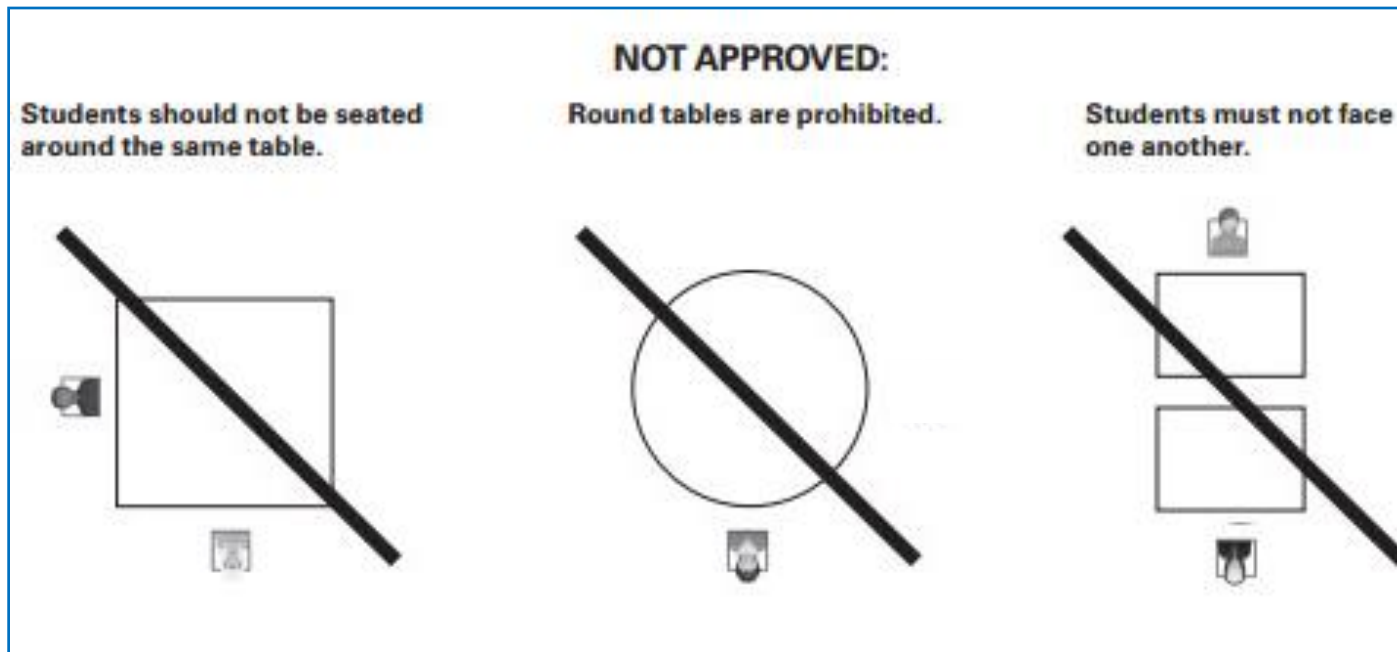 NOT APPROVED:
Students should not be seated
around the same table.
Round tables are prohibited.
Students must not face
one another.